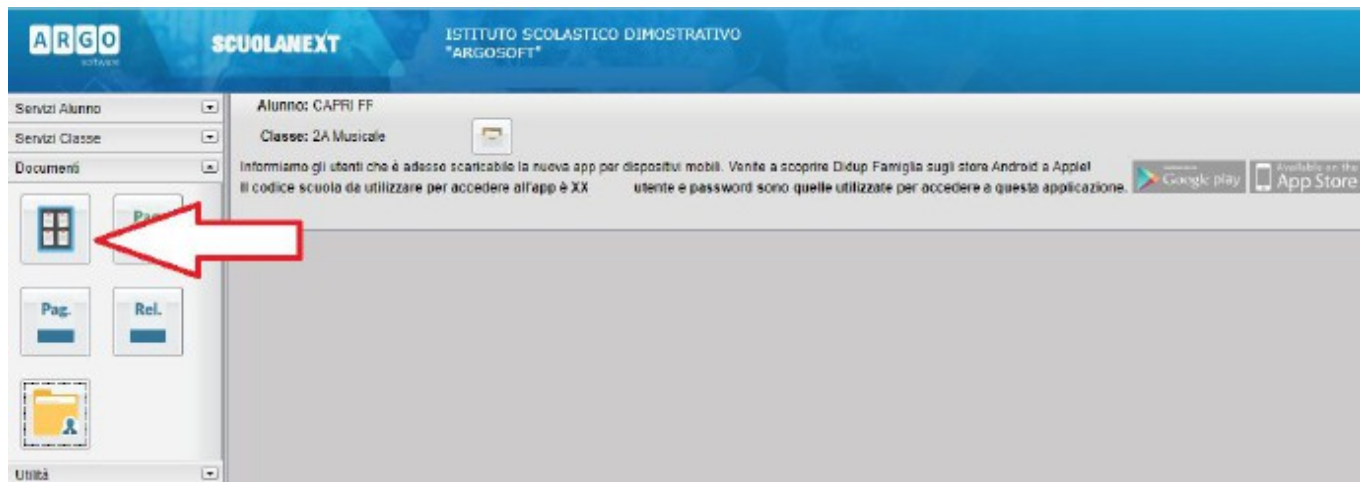 ARGO
software
SCUOLANEXT
ISTITUTO SCOLASTICO DIMOSTRATIVO
"ARGOSOFT"
Servizi Alunno
Servizi Classe
Documenti
Alunno: CAPRI FF
Classe: 2A Musicale
Informiamo gli utenti che è adesso scaricabile la nuova app per dispositivi mobili. Venite a scoprire Didup Famiglia sugli store Android a Apple!
Il codice scuola da utilizzare per accedere all'app è XX utente e password sono quelle utilizzate per accedere a questa applicazione.
Google play
Available on the
App Store
Pag.
Pag.
Rel.
Utilità